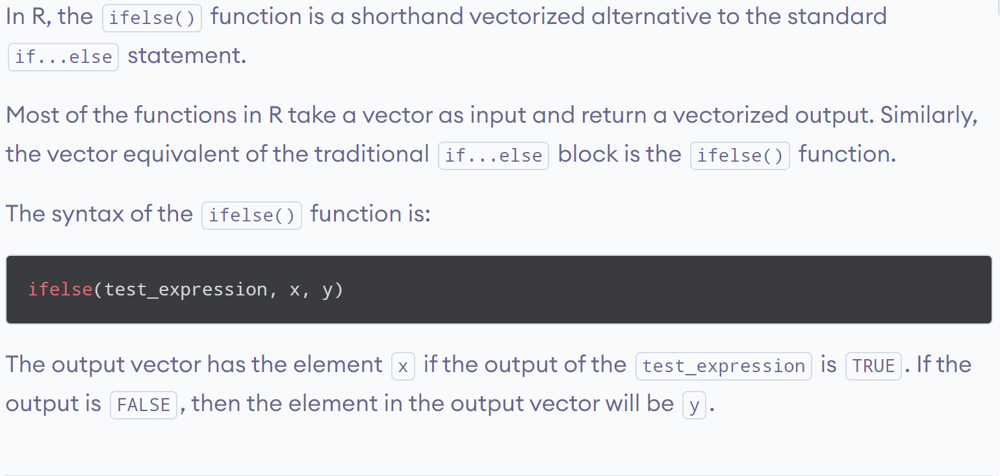 In R, the ifelse() function is a shorthand vectorized alternative to the standard
if...else statement.
Most of the functions in R take a vector as input and return a vectorized output. Similarly,
the vector equivalent of the traditional if...else block is the ifelse() function.
The syntax of the ifelse() function is:
ifelse(test_expression, x, y)
The output vector has the element x if the output of the test_expression is TRUE. If the
output is FALSE, then the element in the output vector will be y.